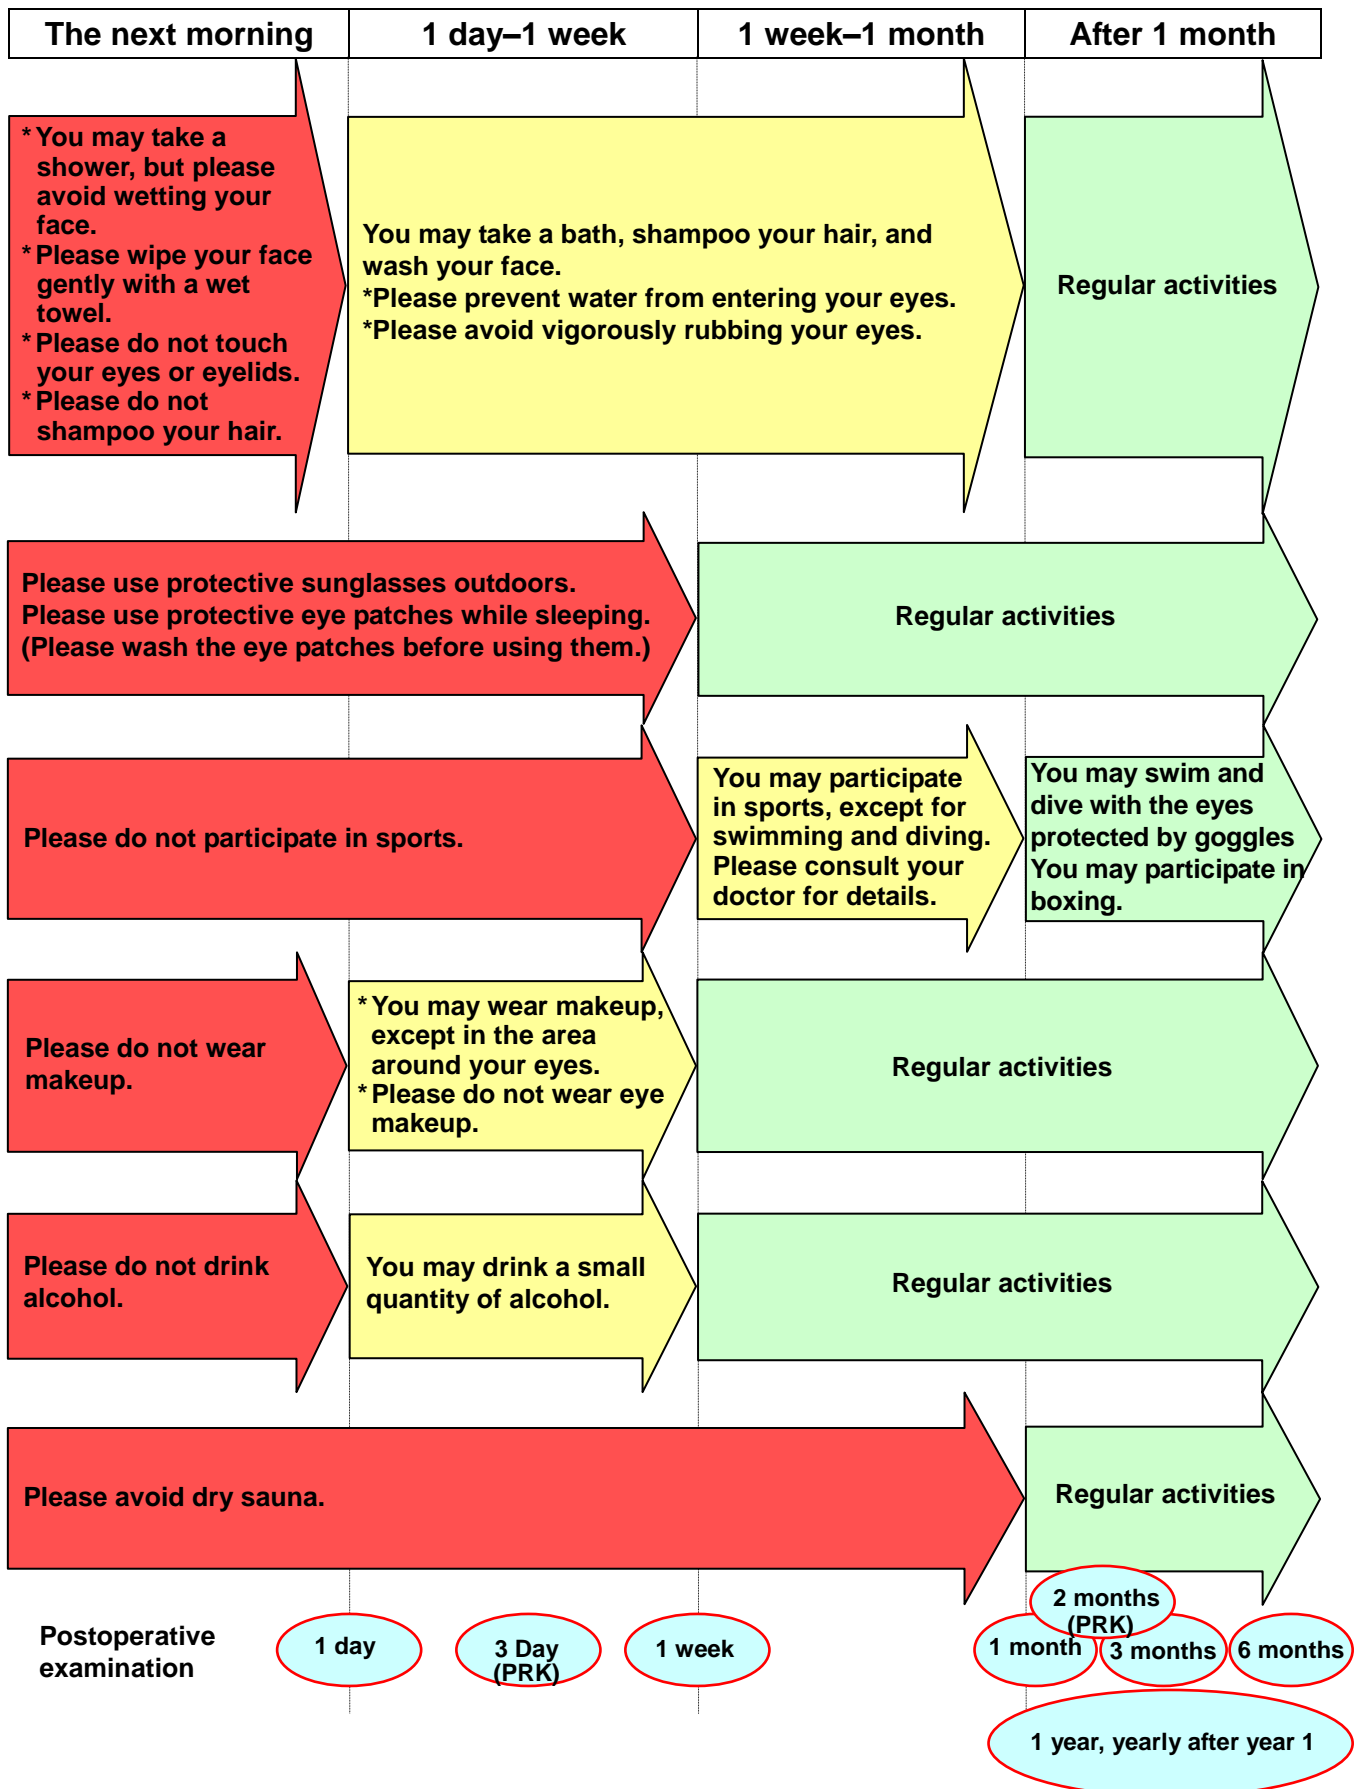 The next morning
1 day–1 week
1 week–1 month
After 1 month
* You may take a
shower, but please
avoid wetting your
face.
* Please wipe your face
gently with a wet
towel.
* Please do not touch
your eyes or eyelids.
* Please do not
shampoo your hair.
You may take a bath, shampoo your hair, and
wash your face.
*Please prevent water from entering your eyes.
*Please avoid vigorously rubbing your eyes.
Regular activities
Please use protective sunglasses outdoors.
Please use protective eye patches while sleeping.
(Please wash the eye patches before using them.)
Regular activities
Please do not participate in sports.
You may participate
in sports, except for
swimming and diving.
Please consult your
doctor for details.
You may swim and
dive with the eyes
protected by goggles
You may participate in
boxing.
Please do not wear
makeup.
* You may wear makeup,
except in the area
around your eyes.
* Please do not wear eye
makeup.
Regular activities
Please do not drink
alcohol.
You may drink a small
quantity of alcohol.
Regular activities
Please avoid dry sauna.
Regular activities
Postoperative
examination
1 day
3 Day
(PRK)
1 week
1 month
2 months
(PRK)
3 months
6 months
1 year, yearly after year 1